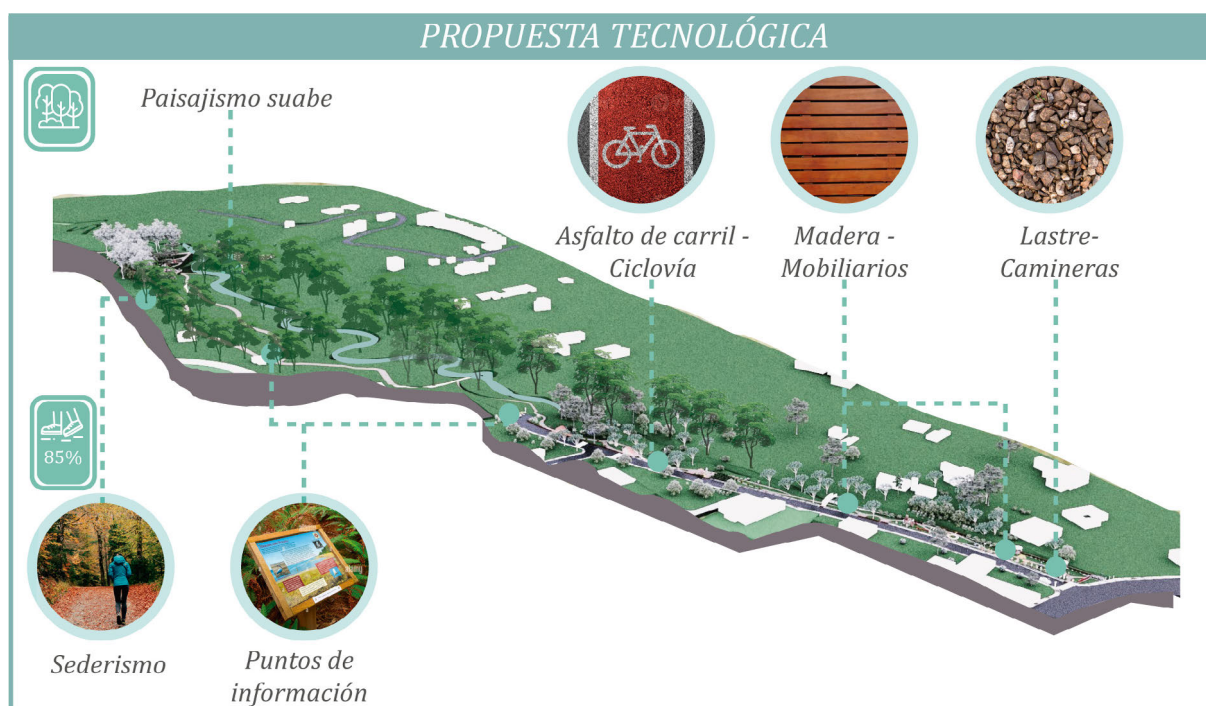 PROPUESTA TECNOLÓGICA
Paisajismo suabe
Asfalto de carril -
Ciclovía
Madera -
Mobiliarios
Lastre-
Camineras
85%
Sederismo
Puntos de
información